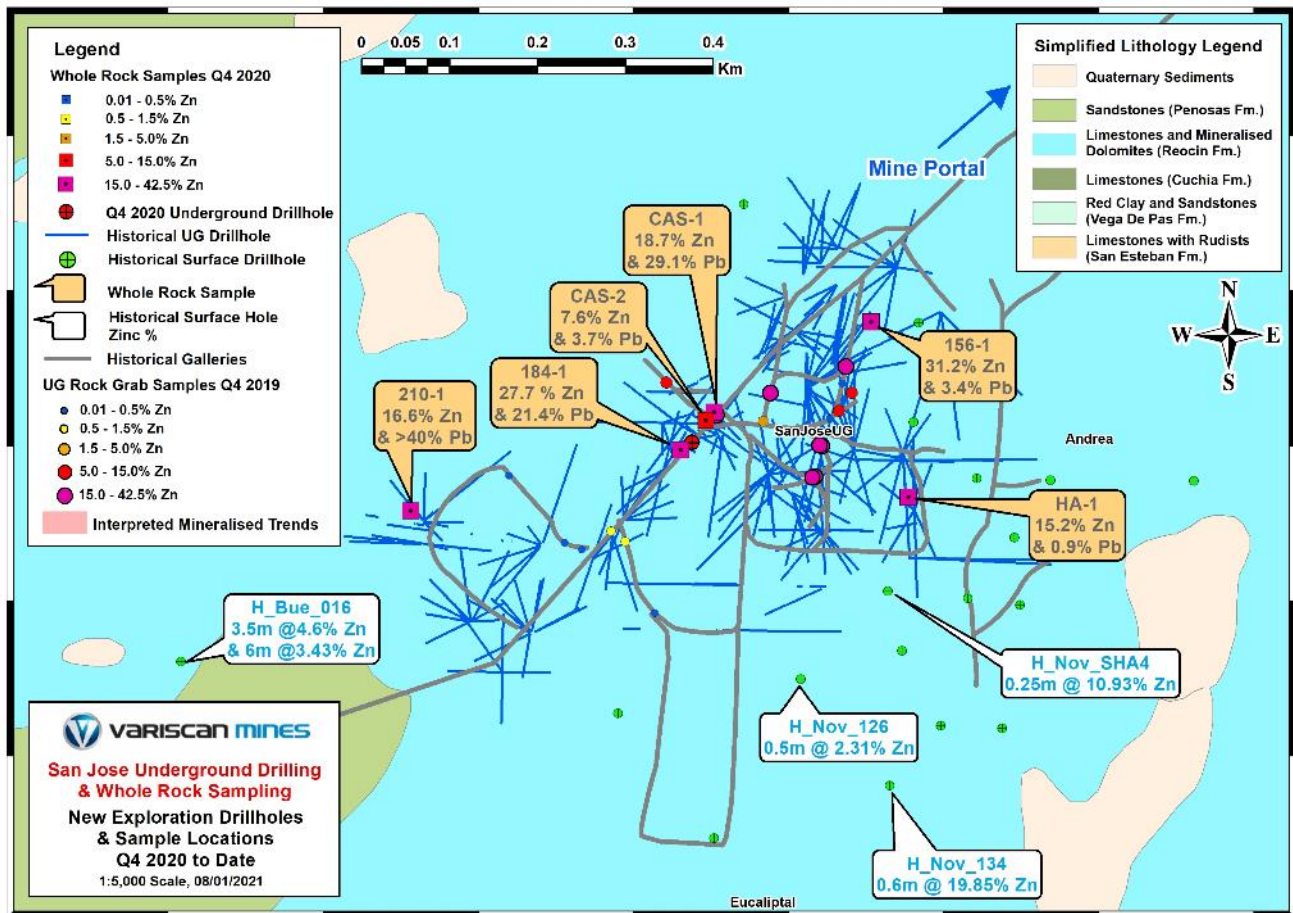 Legend
Whole Rock Samples Q4 2020
0.01 - 0.5% Zn
0.5 - 1.5% Zn
1.5 - 5.0% Zn
5.0 - 15.0% Zn
15.0 - 42.5% Zn
Q4 2020 Underground Drillhole
Historical UG Drillhole
Historical Surface Drillhole
Whole Rock Sample
Historical Surface Hole
Zinc %
Historical Galleries
UG Rock Grab Samples Q4 2019
0.01 - 0.5% Zn
0.5 - 1.5% Zn
1.5 - 5.0% Zn
5.0 - 15.0% Zn
15.0 - 42.5% Zn
Interpreted Mineralised Trends
0 0.05 0.1 0.2 0.3 0.4
Km
Simplified Lithology Legend
Quaternary Sediments
Sandstones (Penosas Fm.)
Limestones and Mineralised
Dolomites (Reocin Fm.)
Limestones (Cuchia Fm.)
Red Clay and Sandstones
(Vega De Pas Fm.)
Limestones with Rudists
(San Esteban Fm.)
Mine Portal
N
W E
S
CAS-1
18.7% Zn
& 29.1% Pb
CAS-2
7.6% Zn
& 3.7% Pb
184-1
27.7 % Zn
& 21.4% Pb
210-1
16.6% Zn
& >40% Pb
156-1
31.2% Zn
& 3.4% Pb
SanJoseUG
Andrea
HA-1
15.2% Zn
& 0.9% Pb
H_Bue_016
3.5m @4.6% Zn
& 6m @3.43% Zn
H_Nov_SHA4
0.25m @ 10.93% Zn
H_Nov_126
0.5m @ 2.31% Zn
H_Nov_134
0.6m @ 19.85% Zn
Eucaliptal
VARISCAN MINES
San Jose Underground Drilling
& Whole Rock Sampling
New Exploration Drillholes
& Sample Locations
Q4 2020 to Date
1:5,000 Scale, 08/01/2021